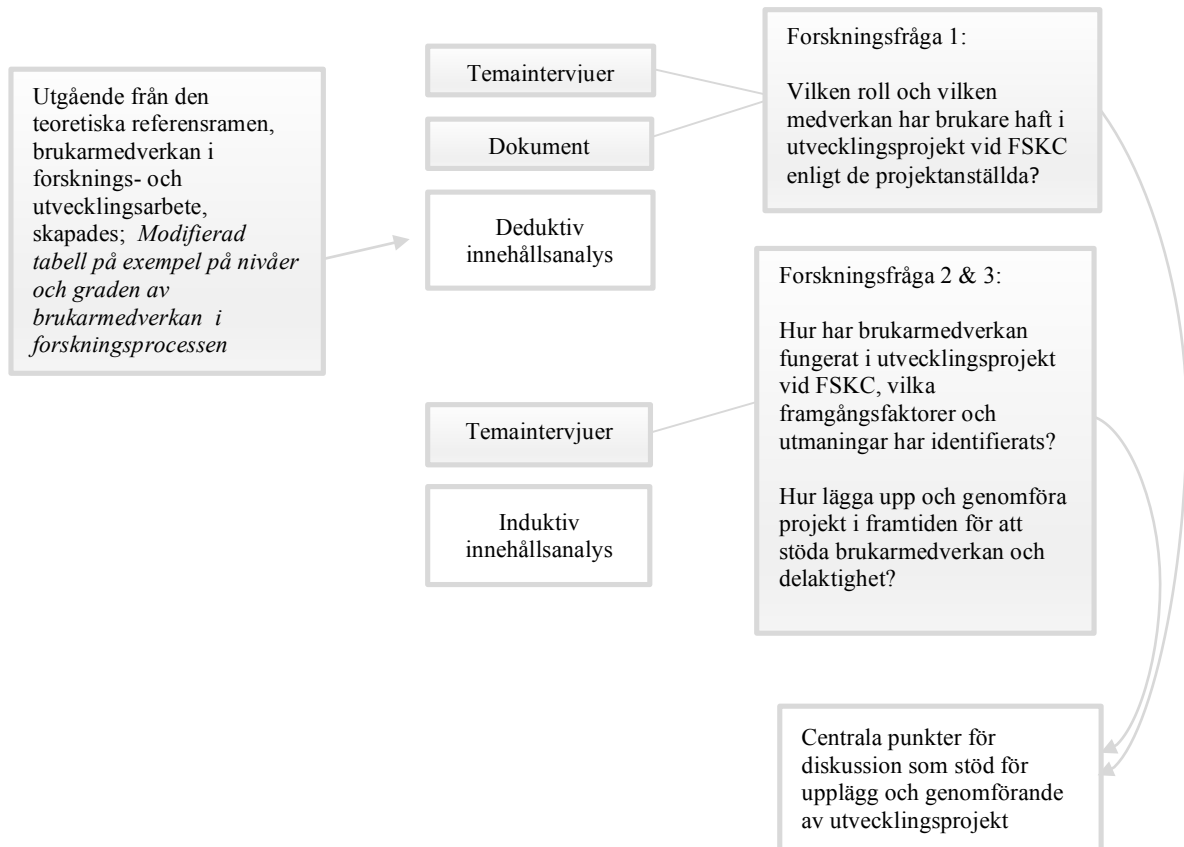 Utgående från den
teoretiska referensramen,
brukarmedverkan i
forsknings- och
utvecklingsarbete,
skapades; Modifierad
tabell på exempel på nivåer
och graden av
brukarmedverkan i
forskningsprocessen
Temaintervjuer
Dokument
Deduktiv
innehållsanalys
Forskningsfråga 1:
Vilken roll och vilken
medverkan har brukare haft i
utvecklingsprojekt vid FSKC
enligt de projektanställda?
Temaintervjuer
Induktiv
innehållsanalys
Forskningsfråga 2 & 3:
Hur har brukarmedverkan
fungerat i utvecklingsprojekt
vid FSKC, vilka
framgångsfaktorer och
utmaningar har identifierats?
Hur lägga upp och genomföra
projekt i framtiden för att
stöda brukarmedverkan och
delaktighet?
Centrala punkter för
diskussion som stöd för
upplägg och genomförande
av utvecklingsprojekt